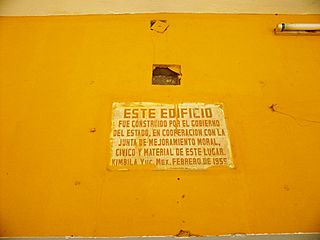 ESTE EDIFICIO
FUE CONSTRUIDO POR EL GOBIERNO
DEL ESTADO, EN COOPERACION CON LA
JUNTA DE MEJORAMIENTO MORAL,
CIVICO Y MATERIAL DE ESTE LUGAR.
KIMBILA YUC. MEX. FEBRERO DE 1955